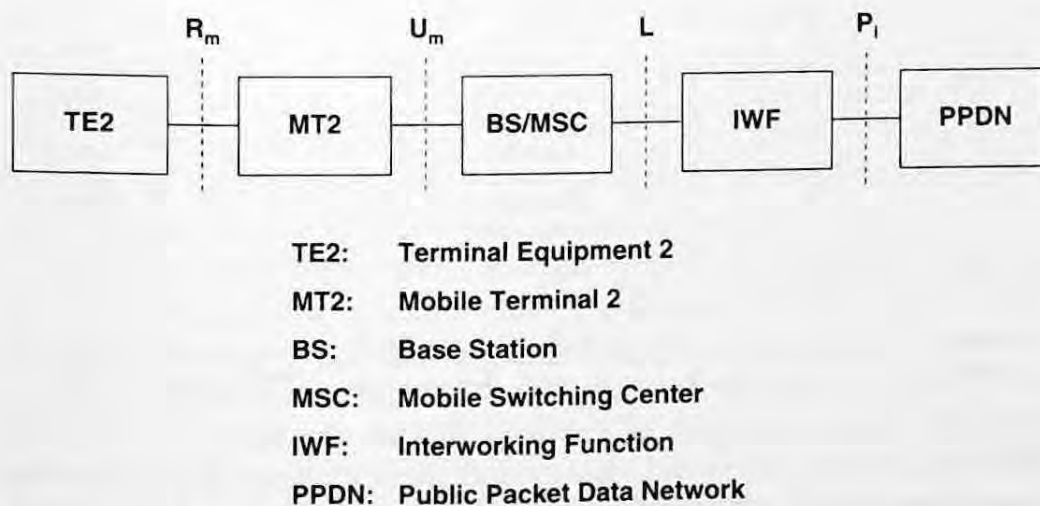 Rm Um L Pi
TE2 MT2 BS/MSC IWF PPDN
TE2: Terminal Equipment 2
MT2: Mobile Terminal 2
BS: Base Station
MSC: Mobile Switching Center
IWF: Interworking Function
PPDN: Public Packet Data Network